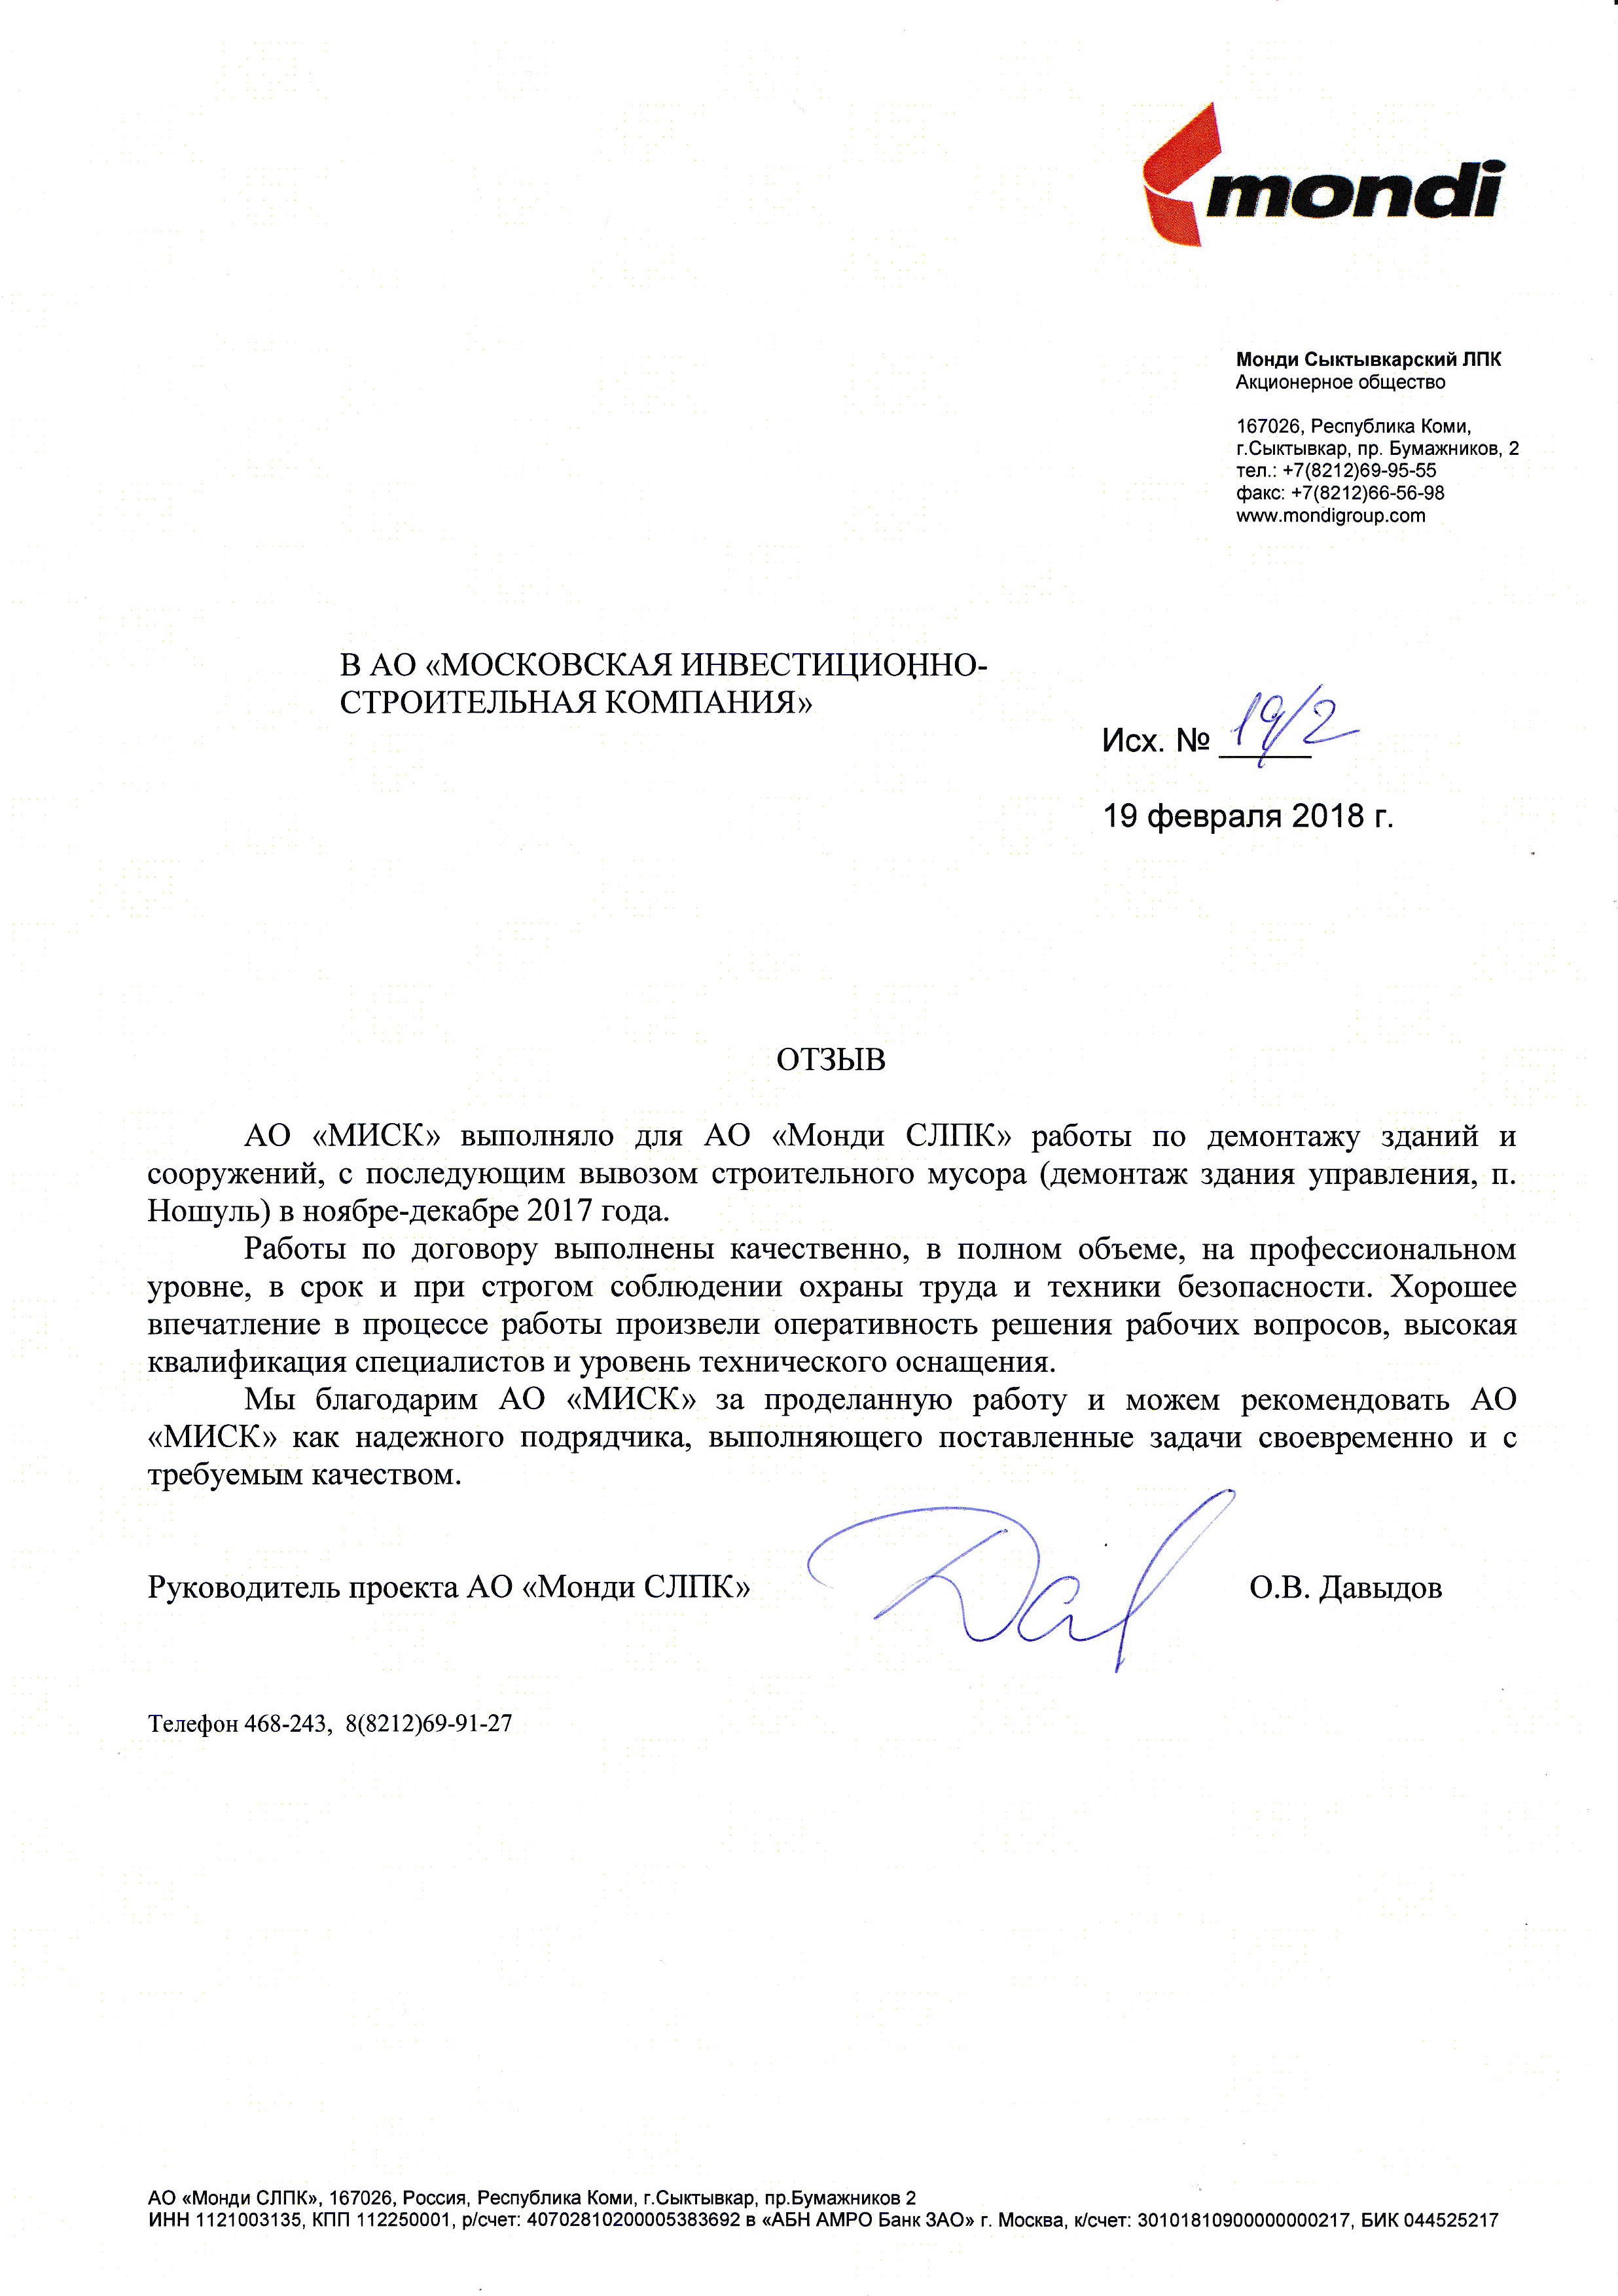 mondi
Монди Сыктывкарский ЛПК
Акционерное общество
167026, Республика Коми,
г.Сыктывкар, пр. Бумажников, 2
тел.: +7(8212)69-95-55
факс: +7(8212)66-56-98
www.mondigroup.com
В АО «МОСКОВСКАЯ ИНВЕСТИЦИОННО-
СТРОИТЕЛЬНАЯ КОМПАНИЯ»
Исх. № 19/2
19 февраля 2018 г.
ОТЗЫВ
АО «МИСК» выполняло для АО «Монди СЛПК» работы по демонтажу зданий и
сооружений, с последующим вывозом строительного мусора (демонтаж здания управления, п.
Ношуль) в ноябре-декабре 2017 года.
Работы по договору выполнены качественно, в полном объеме, на профессиональном
уровне, в срок и при строгом соблюдении охраны труда и техники безопасности. Хорошее
впечатление в процессе работы произвели оперативность решения рабочих вопросов, высокая
квалификация специалистов и уровень технического оснащения.
Мы благодарим АО «МИСК» за проделанную работу и можем рекомендовать АО
«МИСК» как надежного подрядчика, выполняющего поставленные задачи своевременно и с
требуемым качеством.
Руководитель проекта АО «Монди СЛПК» О.В. Давыдов
Телефон 468-243, 8(8212)69-91-27
АО «Монди СЛПК», 167026, Россия, Республика Коми, г.Сыктывкар, пр.Бумажников 2
ИНН 1121003135, КПП 112250001, р/счет: 40702810200005383692 в «АБН АМРО Банк ЗАО» г. Москва, к/счет: 30101810900000000217, БИК 044525217